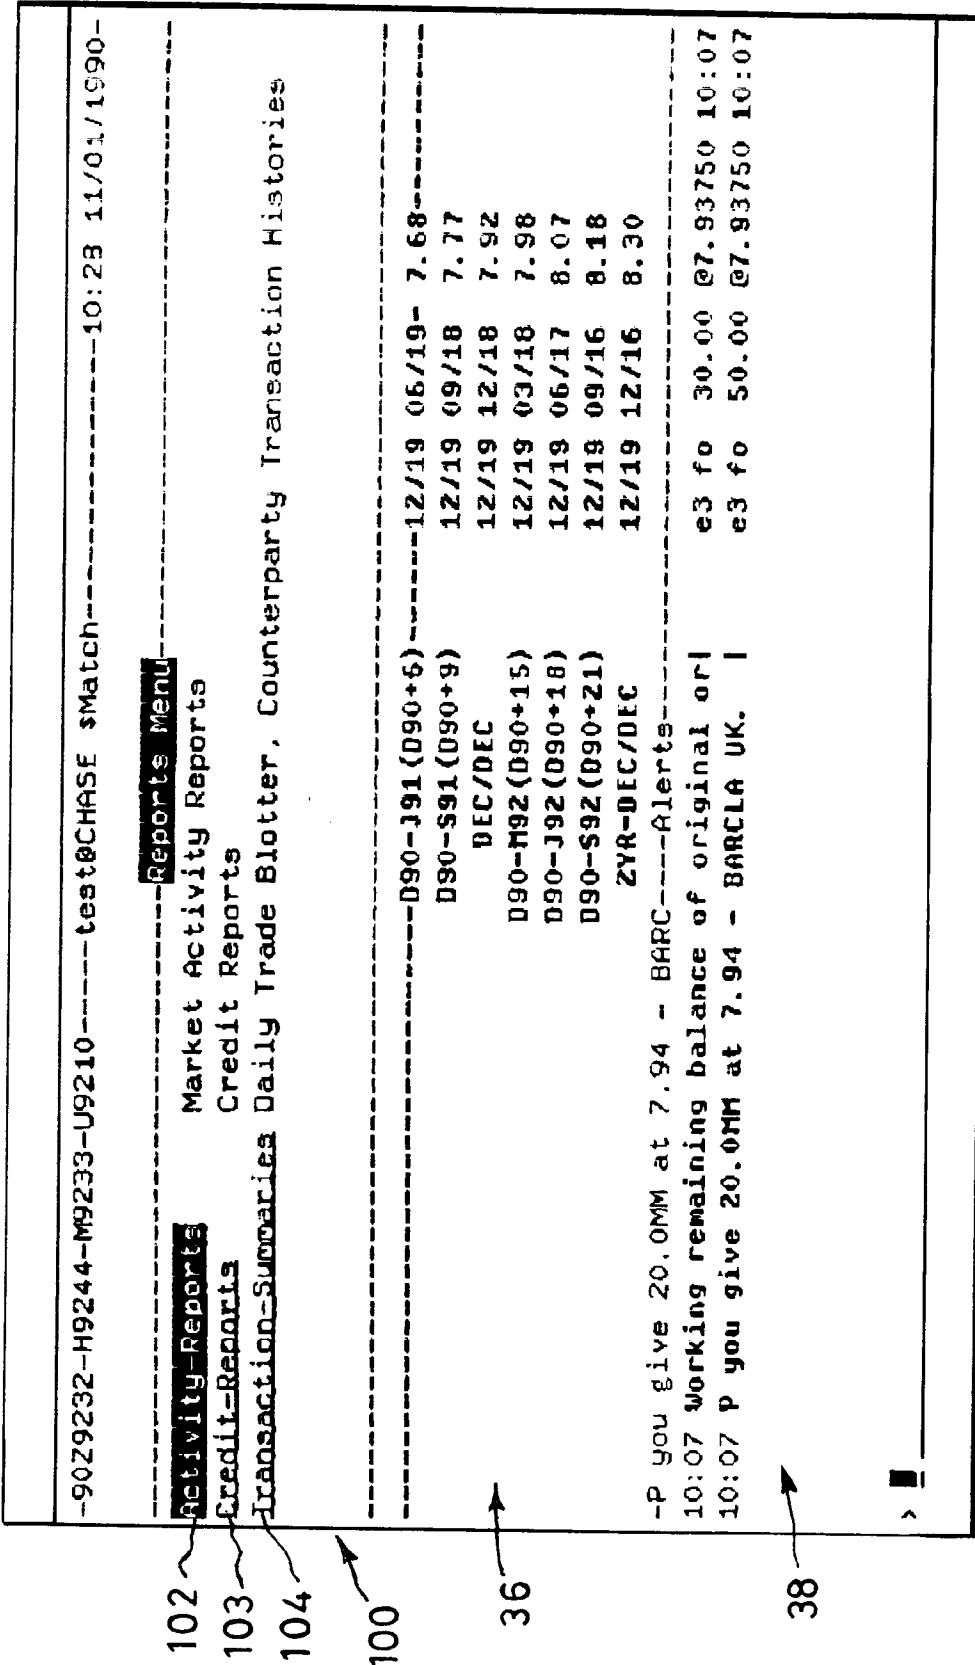 -90Z9232-H9244-M9233-U9210-----test@CHASE $Match--------------------10:23 11/01/1990-
Reports Menu
102 Activity-Reports Market Activity Reports
103 Credit-Reports Credit Reports
104 Transaction-Summaries Daily Trade Blotter, Counterparty Transaction Histories
100
D90-J91(D90+6)------12/19 06/19- 7.68
D90-S91(D90+9) 12/19 09/18 7.77
36 DEC/DEC 12/19 12/18 7.92
D90-M92(D90+15) 12/19 03/18 7.98
D90-J92(D90+18) 12/19 06/17 8.07
D90-S92(D90+21) 12/19 09/16 8.18
2YR-DEC/DEC 12/19 12/16 8.30
-P you give 20.0MM at 7.94 - BARC----Alerts
10:07 Working remaining balance of original or| e3 fo 30.00 @7.93750 10:07
10:07 P you give 20.0MM at 7.94 - BARCLA UK. | e3 fo 50.00 @7.93750 10:07
38
>